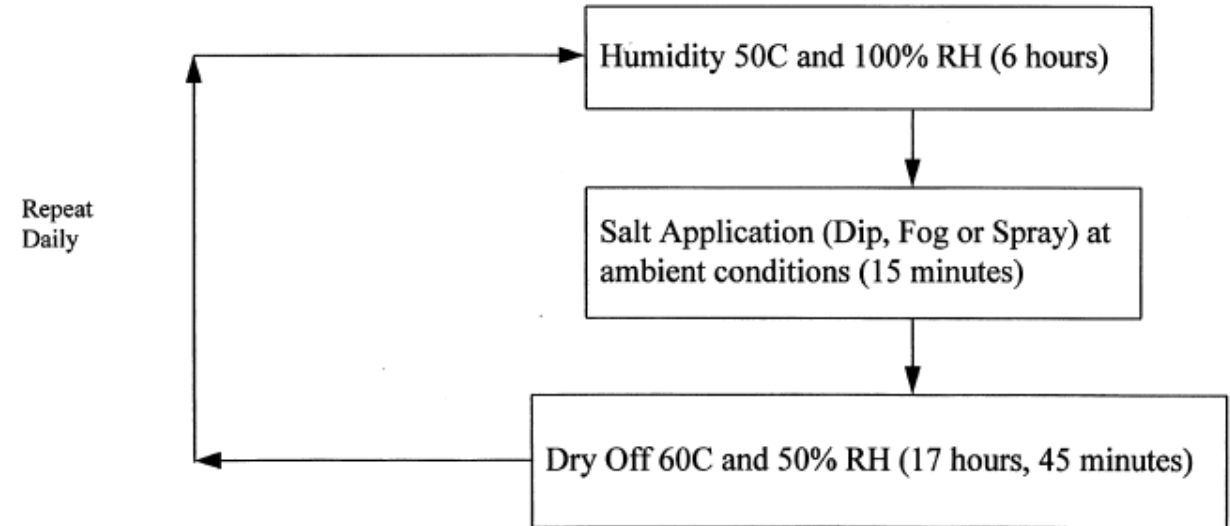 Humidity 50C and 100% RH (6 hours)
Repeat
Daily
Salt Application (Dip, Fog or Spray) at
ambient conditions (15 minutes)
Dry Off 60C and 50% RH (17 hours, 45 minutes)